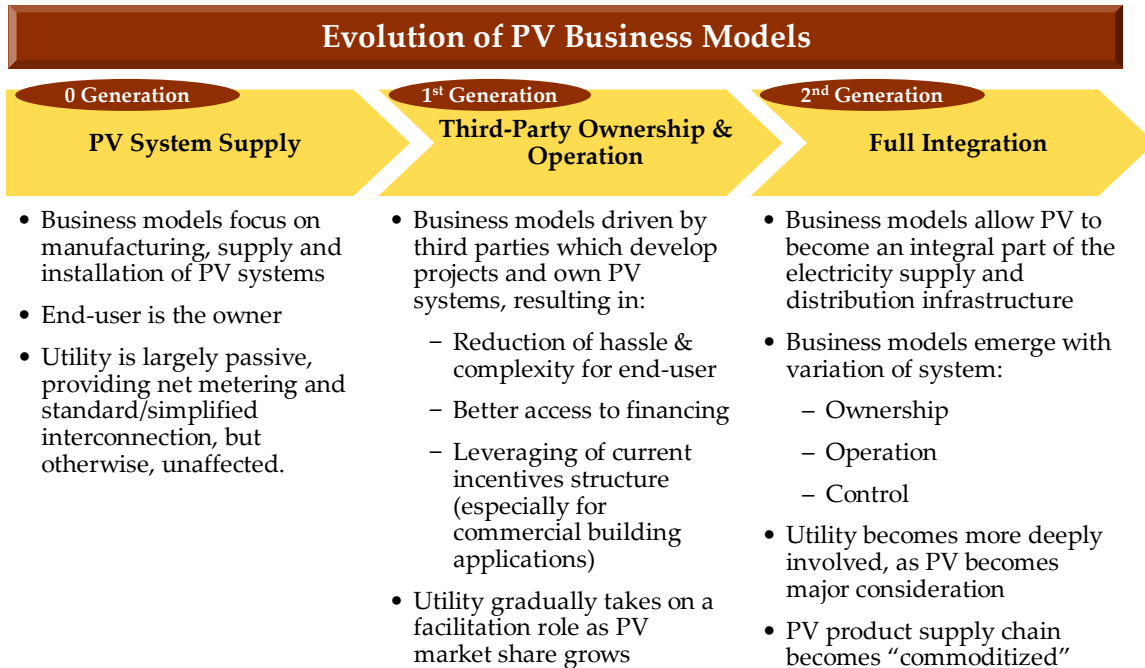 Evolution of PV Business Models
0 Generation
PV System Supply
• Business models focus on
manufacturing, supply and
installation of PV systems
• End-user is the owner
• Utility is largely passive,
providing net metering and
standard/simplified
interconnection, but
otherwise, unaffected.
1st Generation
Third-Party Ownership &
Operation
• Business models driven by
third parties which develop
projects and own PV
systems, resulting in:
– Reduction of hassle &
complexity for end-user
– Better access to financing
– Leveraging of current
incentives structure
(especially for
commercial building
applications)
• Utility gradually takes on a
facilitation role as PV
market share grows
2nd Generation
Full Integration
• Business models allow PV to
become an integral part of the
electricity supply and
distribution infrastructure
• Business models emerge with
variation of system:
– Ownership
– Operation
– Control
• Utility becomes more deeply
involved, as PV becomes
major consideration
• PV product supply chain
becomes “commoditized”